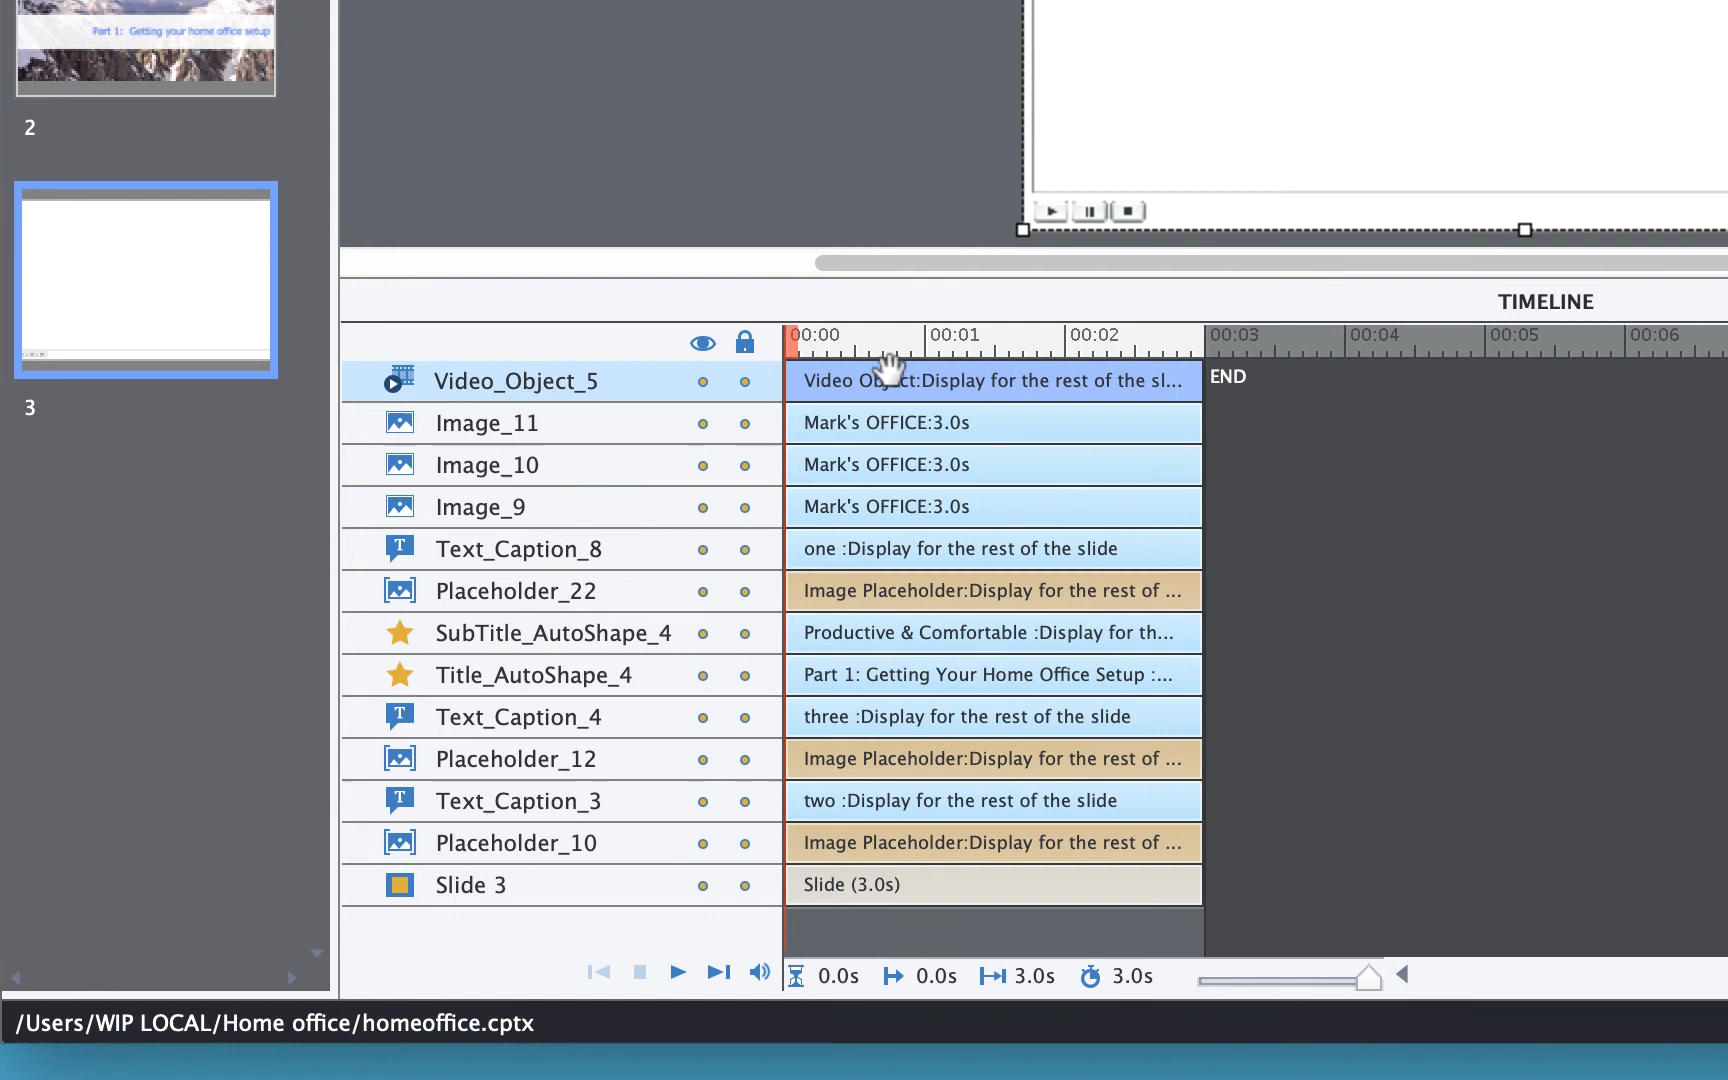 Part 1: Getting your home office setup
2
3
TIMELINE
00:00 00:01 00:02 00:03 00:04 00:05 00:06
Video_Object_5 Video Object:Display for the rest of the sl... END
Image_11 Mark's OFFICE:3.0s
Image_10 Mark's OFFICE:3.0s
Image_9 Mark's OFFICE:3.0s
Text_Caption_8 one :Display for the rest of the slide
Placeholder_22 Image Placeholder:Display for the rest of ...
SubTitle_AutoShape_4 Productive & Comfortable :Display for th...
Title_AutoShape_4 Part 1: Getting Your Home Office Setup :...
Text_Caption_4 three :Display for the rest of the slide
Placeholder_12 Image Placeholder:Display for the rest of ...
Text_Caption_3 two :Display for the rest of the slide
Placeholder_10 Image Placeholder:Display for the rest of ...
Slide 3 Slide (3.0s)
0.0s 0.0s 3.0s 3.0s
/Users/WIP LOCAL/Home office/homeoffice.cptx